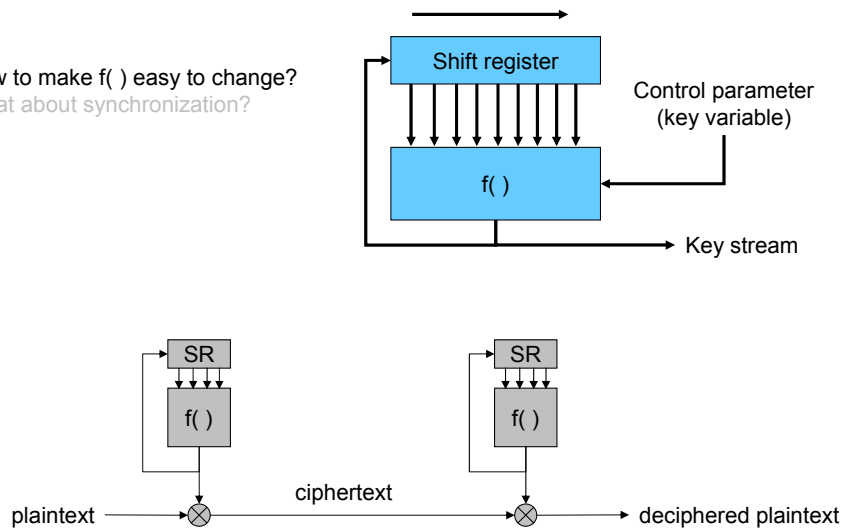 to make f( ) easy to change?
about synchronization?
Shift register
Control parameter
(key variable)
f( )
Key stream
SR
SR
f( )
f( )
ciphertext
plaintext
deciphered plaintext